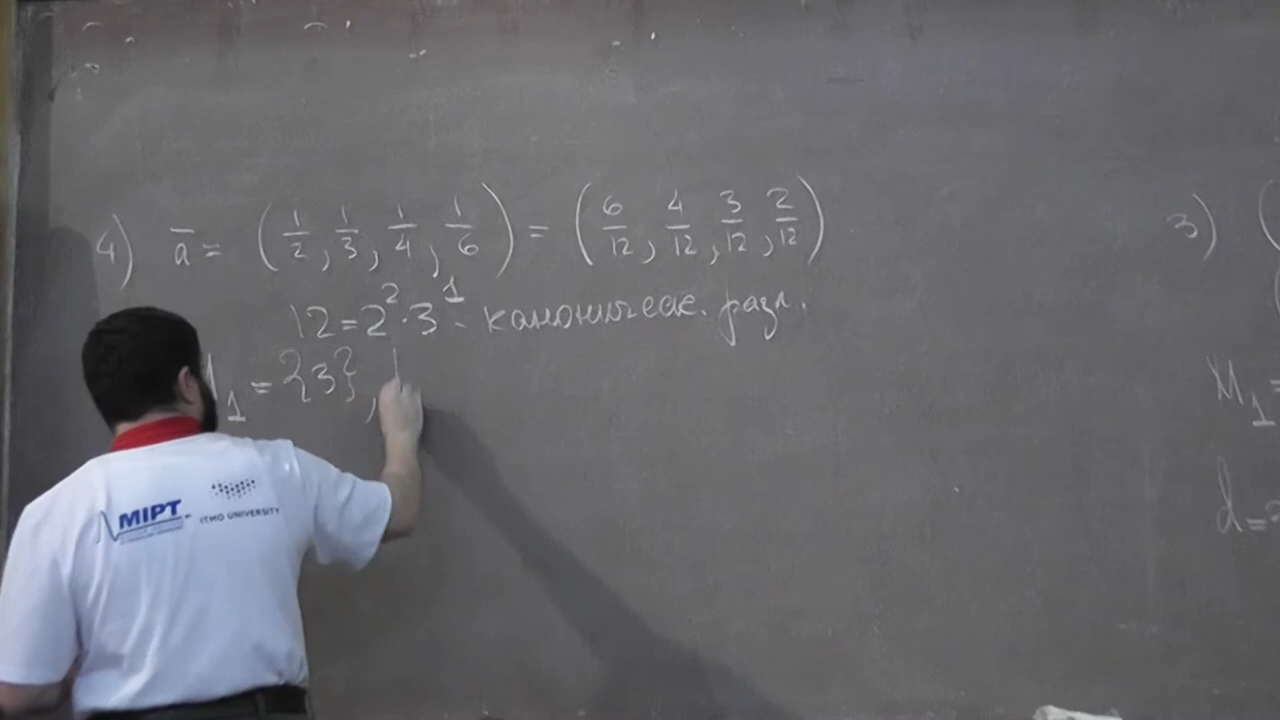 4) a̅ = (1/2, 1/3, 1/4, 1/6) = (6/12, 4/12, 3/12, 2/12)
12 = 2² · 3¹ - каноническ. разл.
₁ = {3},
3) (
M₁ =
d =
MIPT
ITMO UNIVERSITY